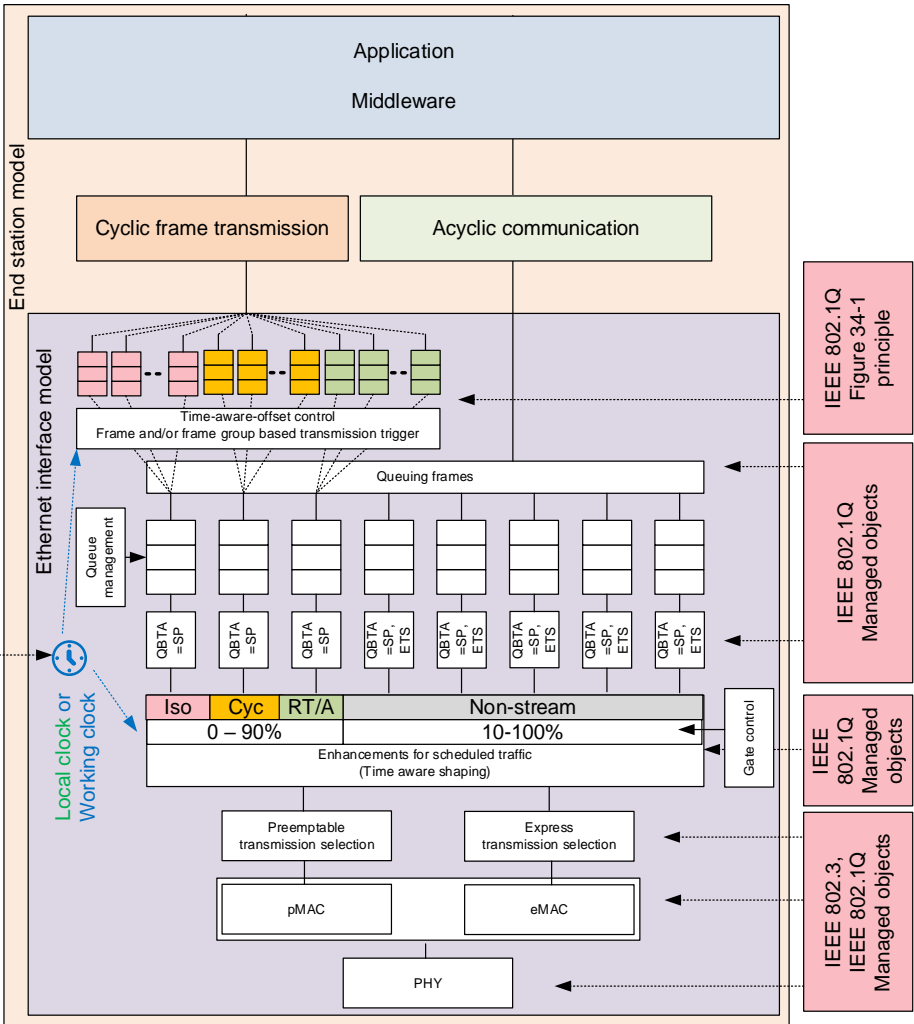 Application
Middleware
End station model
Cyclic frame transmission
Acyclic communication
IEEE 802.1Q
Figure 34-1
principle
Ethernet interface model
Time-aware-offset control
Frame and/or frame group based transmission trigger
Queuing frames
IEEE 802.1Q
Managed objects
Queue
management
QBTA
=SP
QBTA
=SP
QBTA
=SP
QBTA
=SP,
ETS
QBTA
=SP,
ETS
QBTA
=SP,
ETS
QBTA
=SP,
ETS
QBTA
=SP,
ETS
Local clock or
Working clock
Iso
Cyc
RT/A
Non-stream
0 – 90%
10-100%
Enhancements for scheduled traffic
(Time aware shaping)
Gate control
IEEE
802.1Q
Managed
objects
Preemptable
transmission selection
Express
transmission selection
pMAC
eMAC
PHY
IEEE 802.3,
IEEE 802.1Q
Managed objects